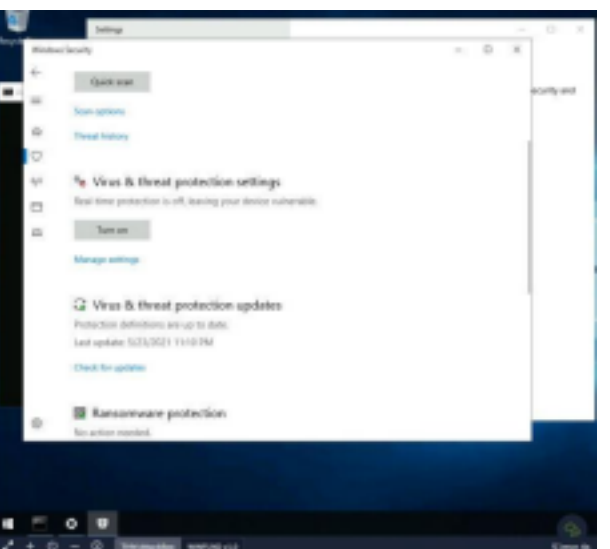 Settings
Windows Security
Quick scan
Scan options
Threat history
Virus & threat protection settings
Real-time protection is off, leaving your device vulnerable.
Turn on
Manage settings
Virus & threat protection updates
Protection definitions are up to date.
Last update: 5/23/2021 11:10 PM
Check for updates
Ransomware protection
No action needed.
security and